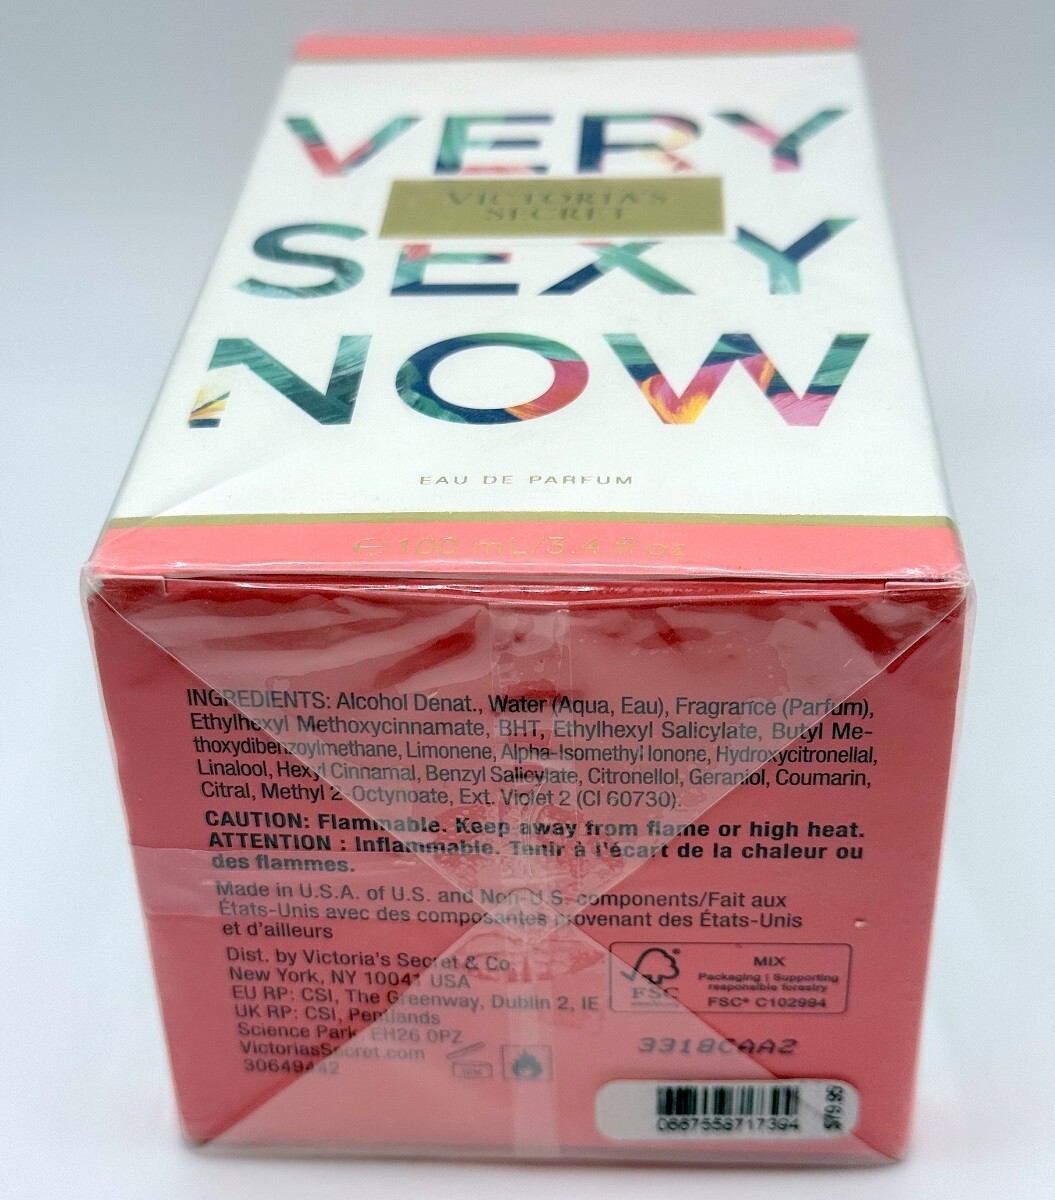 VERY
VICTORIA'S
SECRET
SEXY
NOW
EAU DE PARFUM
℮ 100 mL/3.4 fl oz
INGREDIENTS: Alcohol Denat., Water (Aqua, Eau), Fragrance (Parfum),
Ethylhexyl Methoxycinnamate, BHT, Ethylhexyl Salicylate, Butyl Me-
thoxydibenzoylmethane, Limonene, Alpha-Isomethyl Ionone, Hydroxycitronellal,
Linalool, Hexyl Cinnamal, Benzyl Salicylate, Citronellol, Geraniol, Coumarin,
Citral, Methyl 2-Octynoate, Ext. Violet 2 (CI 60730).
CAUTION: Flammable. Keep away from flame or high heat.
ATTENTION : Inflammable. Tenir à l'écart de la chaleur ou
des flammes.
Made in U.S.A. of U.S. and Non-U.S. components/Fait aux
États-Unis avec des composantes provenant des États-Unis
et d'ailleurs
Dist. by Victoria's Secret & Co.
New York, NY 10041 USA
EU RP: CSI, The Greenway, Dublin 2, IE
UK RP: CSI, Pentlands
Science Park, EH26 0PZ
VictoriasSecret.com
30649442
FSC
MIX
Packaging | Supporting
responsible forestry
FSC® C102994
3318CAA2
0667558717394
$79.95